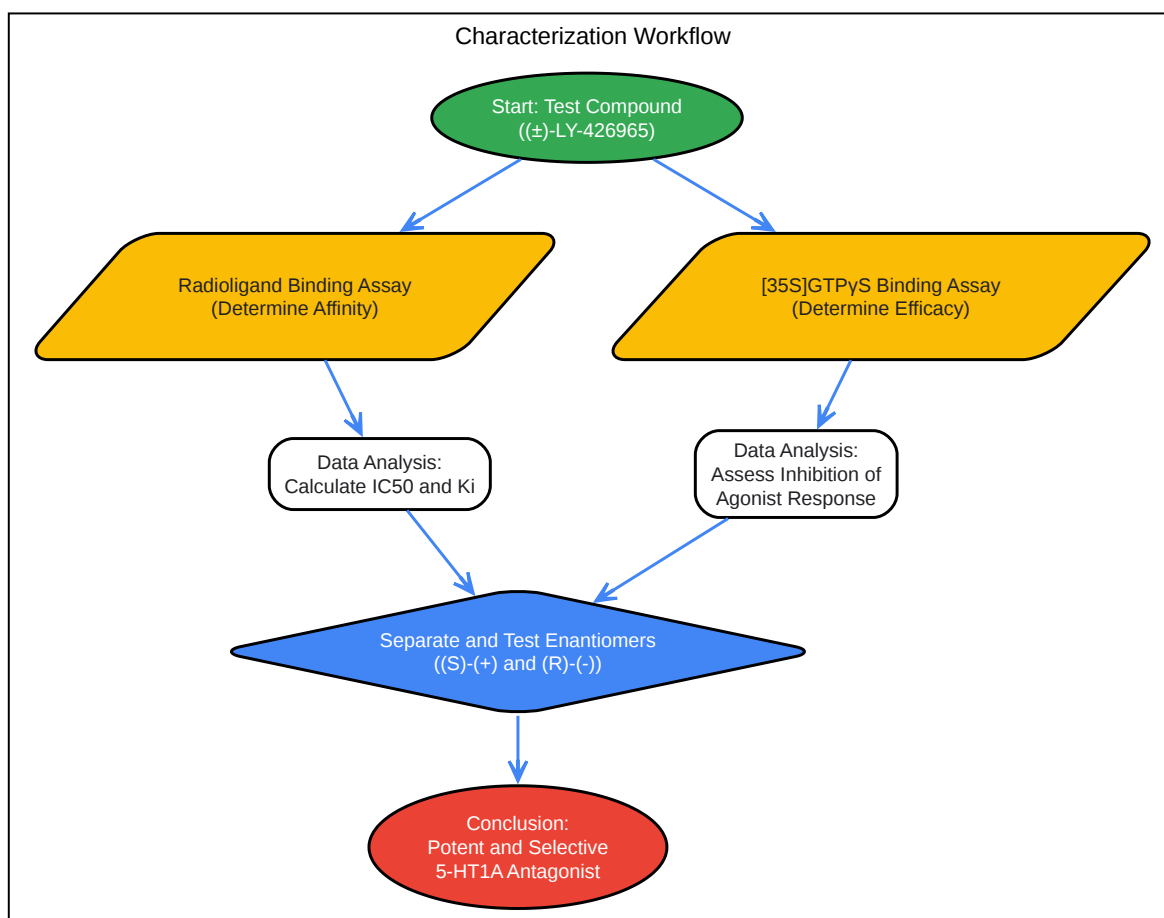 Characterization Workflow
Start: Test Compound
((±)-LY-426965)
Radioligand Binding Assay
(Determine Affinity)
[35S]GTPγS Binding Assay
(Determine Efficacy)
Data Analysis:
Calculate IC50 and Ki
Data Analysis:
Assess Inhibition of
Agonist Response
Separate and Test Enantiomers
((S)-(+) and (R)-(-))
Conclusion:
Potent and Selective
5-HT1A Antagonist